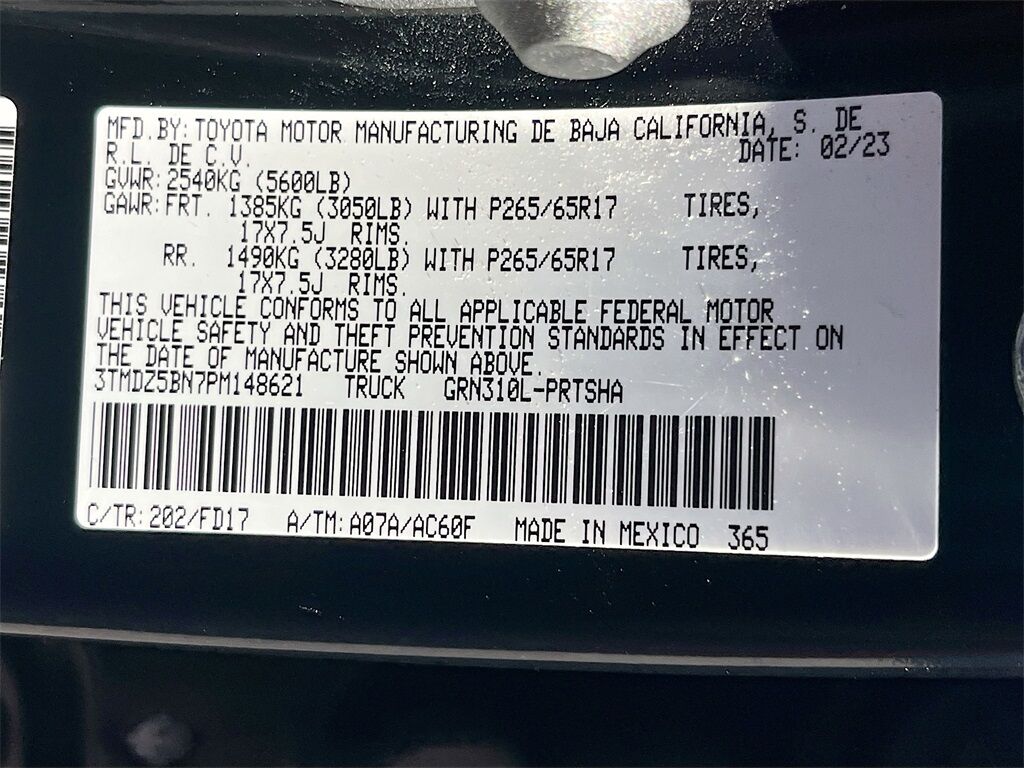 MFD.BY: TOYOTA MOTOR MANUFACTURING DE BAJA CALIFORNIA, S. DE
R.L. DE C.V. DATE: 02/23
GVWR: 2540KG (5600LB)
GAWR: FRT. 1385KG (3050LB) WITH P265/65R17 TIRES,
17X7.5J RIMS.
RR. 1490KG (3280LB) WITH P265/65R17 TIRES,
17X7.5J RIMS.
THIS VEHICLE CONFORMS TO ALL APPLICABLE FEDERAL MOTOR
VEHICLE SAFETY AND THEFT PREVENTION STANDARDS IN EFFECT ON
THE DATE OF MANUFACTURE SHOWN ABOVE.
3TMDZ5BN7PM148621 TRUCK GRN310L-PRTSHA
C/TR: 202/FD17 A/TM: A07A/AC60F MADE IN MEXICO 365